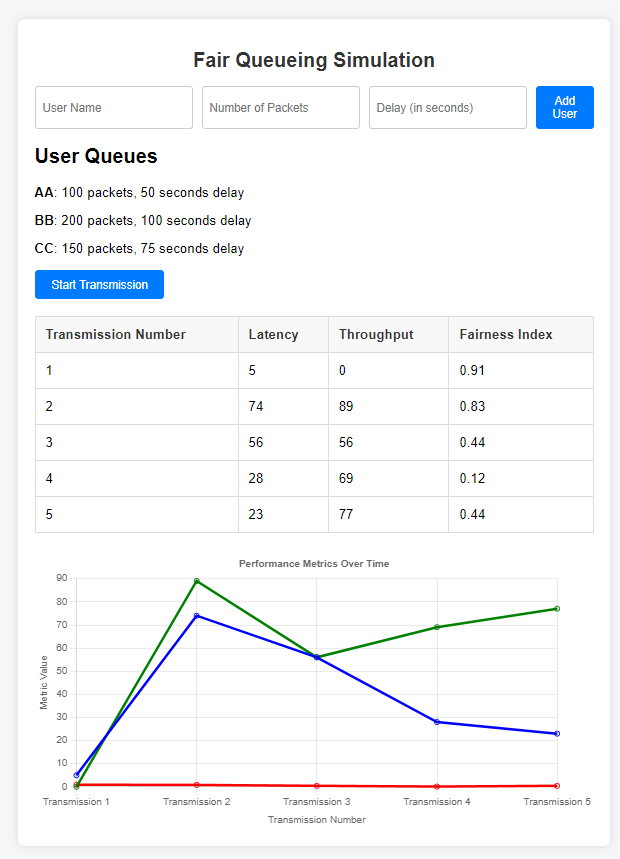 Fair Queueing Simulation
User Name Number of Packets Delay (in seconds) Add User
User Queues
AA: 100 packets, 50 seconds delay
BB: 200 packets, 100 seconds delay
CC: 150 packets, 75 seconds delay
Start Transmission
Transmission Number Latency Throughput Fairness Index
1 5 0 0.91
2 74 89 0.83
3 56 56 0.44
4 28 69 0.12
5 23 77 0.44
Performance Metrics Over Time
90
80
70
60
50
40
30
20
10
0
Metric Value
Transmission 1 Transmission 2 Transmission 3 Transmission 4 Transmission 5
Transmission Number